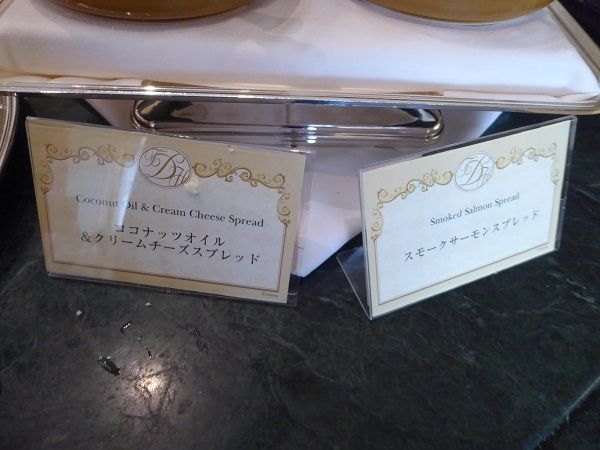 Coconut Oil & Cream Cheese Spread
ココナッツオイル
&クリームチーズスプレッド
Smoked Salmon Spread
スモークサーモンスプレッド